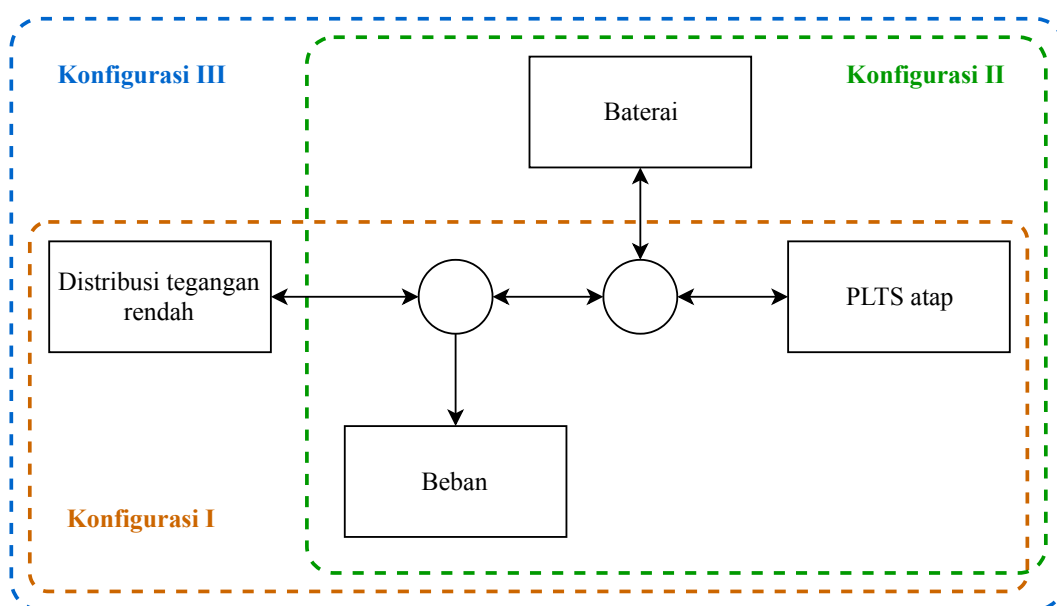 Konfigurasi III
Konfigurasi II
Baterai
Distribusi tegangan
rendah
PLTS atap
Beban
Konfigurasi I